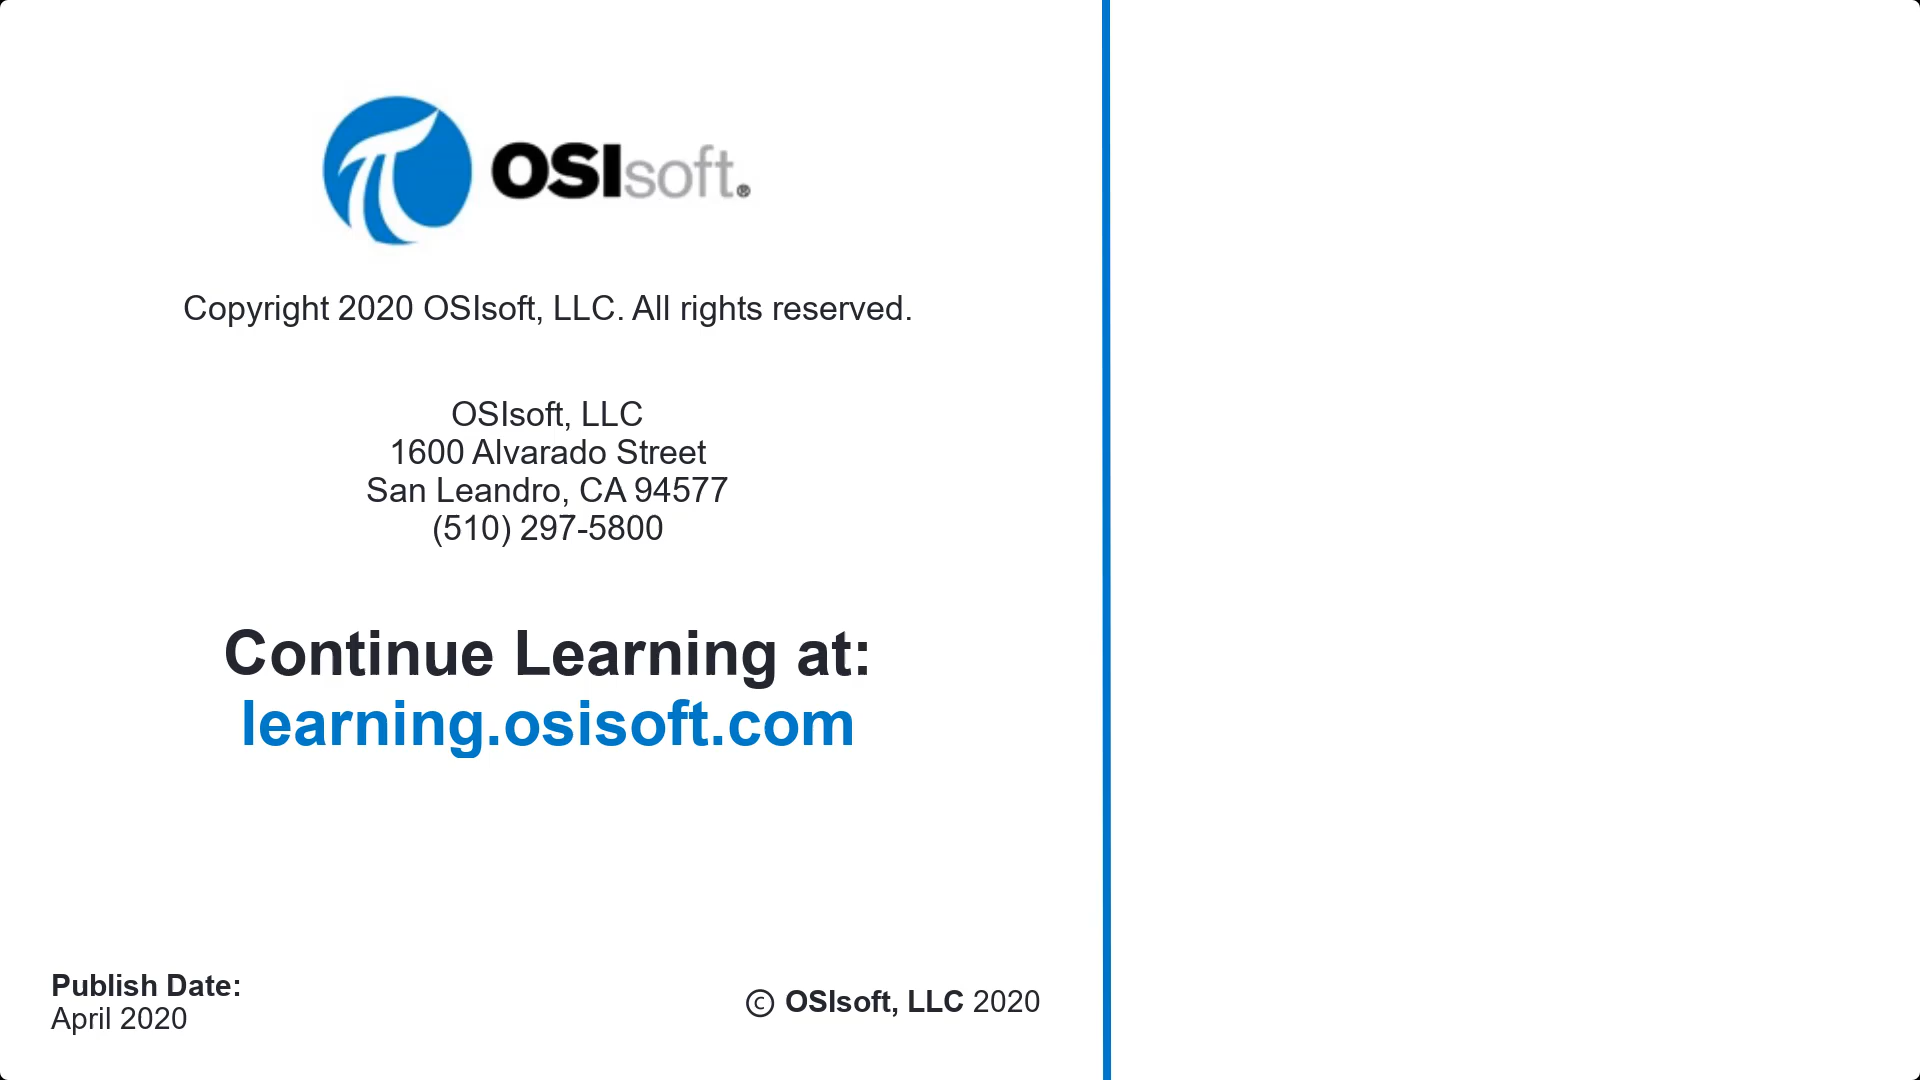 OSIsoft®
Copyright 2020 OSIsoft, LLC. All rights reserved.
OSIsoft, LLC
1600 Alvarado Street
San Leandro, CA 94577
(510) 297-5800
Continue Learning at:
learning.osisoft.com
Publish Date:
April 2020
© OSIsoft, LLC 2020